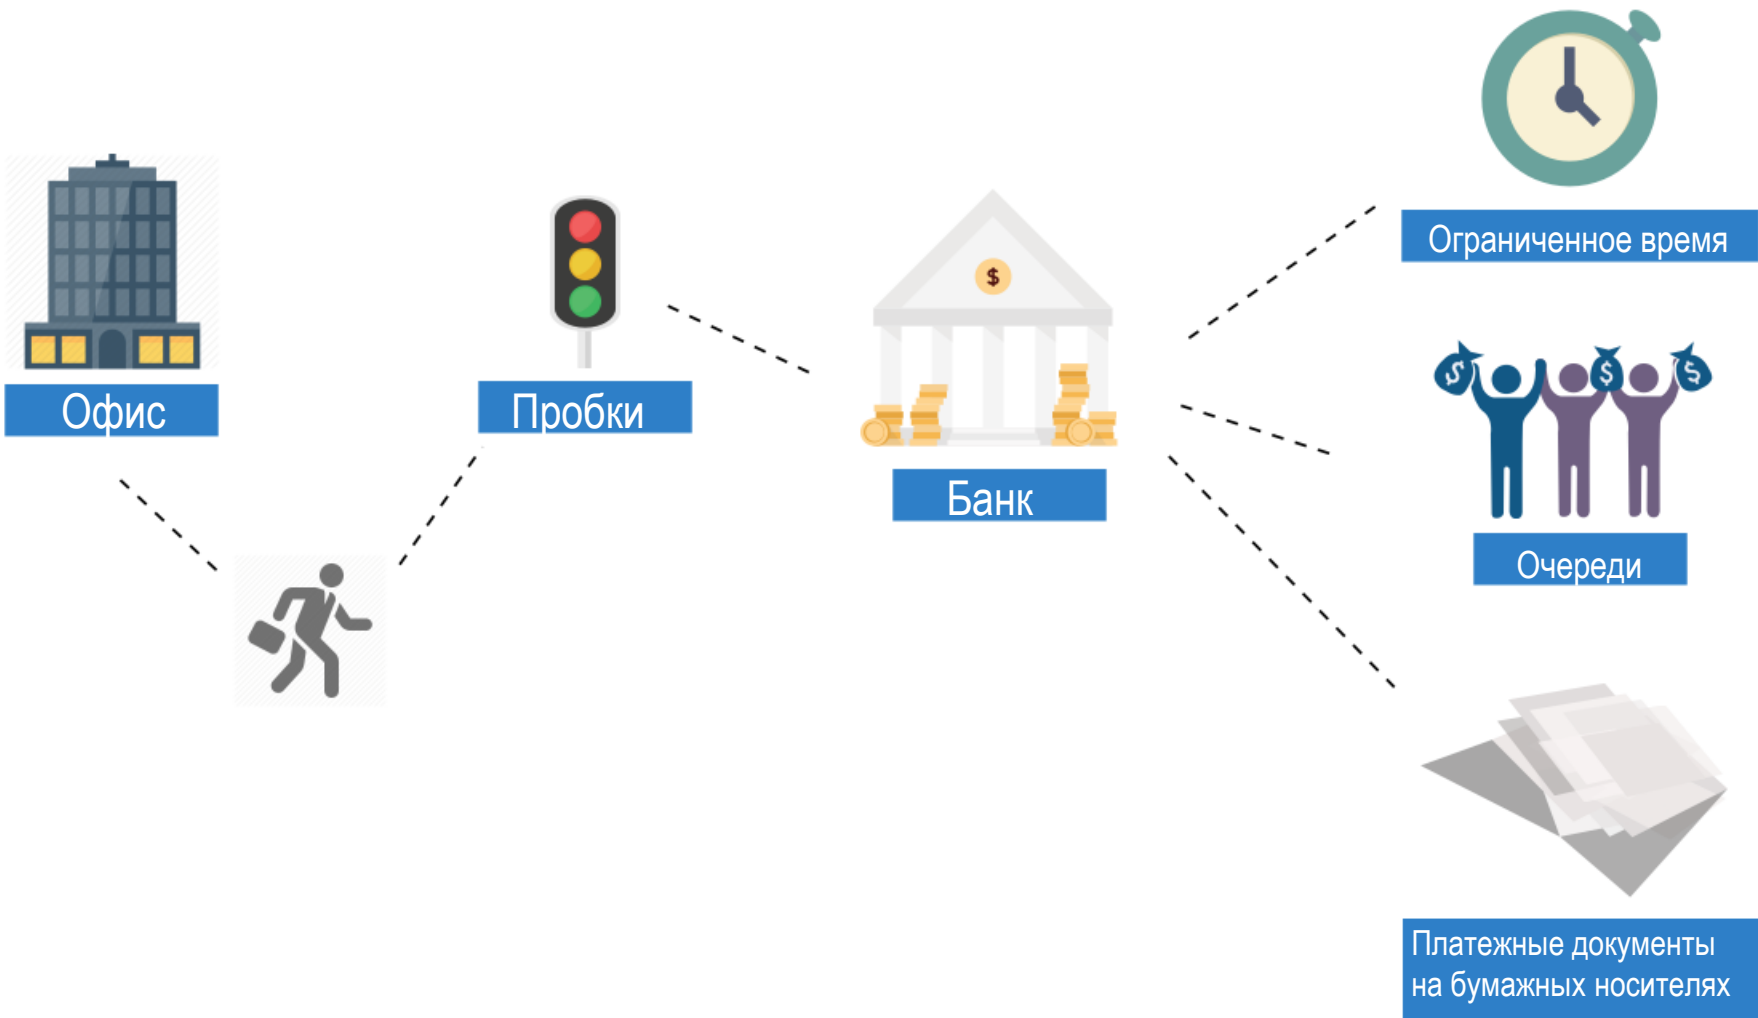 Офис
Пробки
Банк
$
Ограниченное время
$ $ $
Очереди
Платежные документы
на бумажных носителях